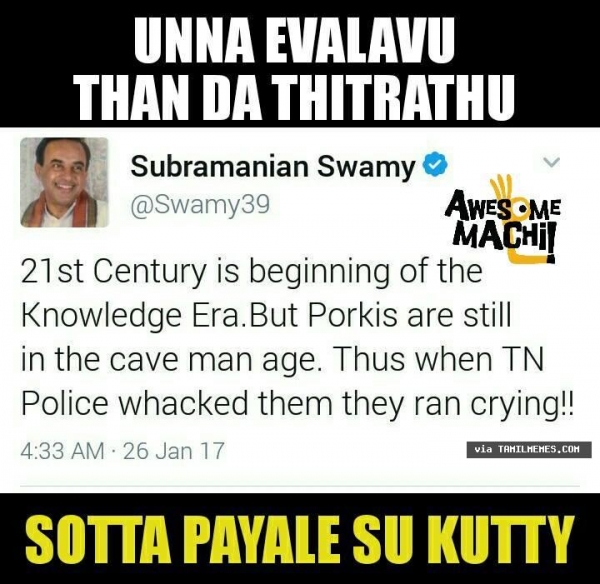 UNNA EVALAVU
THAN DA THITRATHU
Subramanian Swamy
@Swamy39
AWESOME
MACHi!
21st Century is beginning of the
Knowledge Era.But Porkis are still
in the cave man age. Thus when TN
Police whacked them they ran crying!!
4:33 AM · 26 Jan 17
via TAMILMEMES.COM
SOTTA PAYALE SU KUTTY